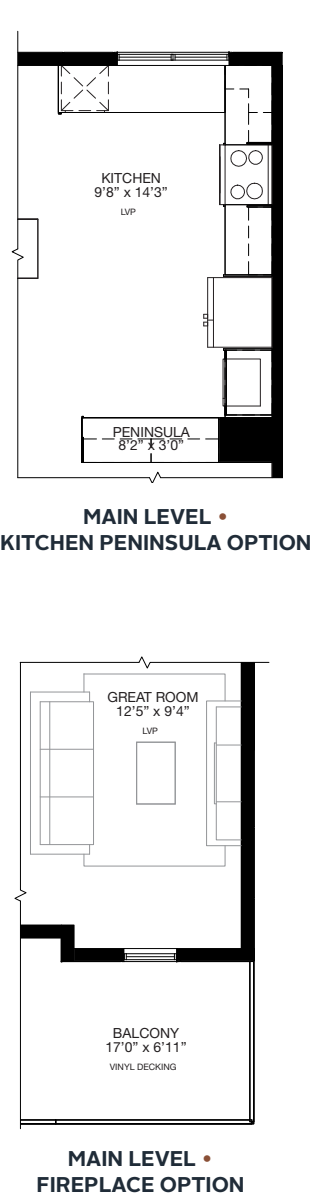 KITCHEN
9'8" x 14'3"
LVP
PENINSULA
8'2" x 3'0"
MAIN LEVEL •
KITCHEN PENINSULA OPTION
GREAT ROOM
12'5" x 9'4"
LVP
BALCONY
17'0" x 6'11"
VINYL DECKING
MAIN LEVEL •
FIREPLACE OPTION